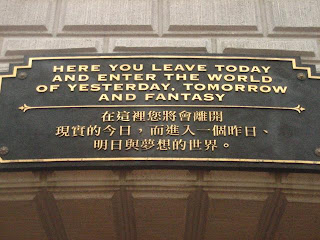 HERE YOU LEAVE TODAY
AND ENTER THE WORLD
OF YESTERDAY, TOMORROW
AND FANTASY
在這裡您將會離開
現實的今日，而進入一個昨日、
明日與夢想的世界。